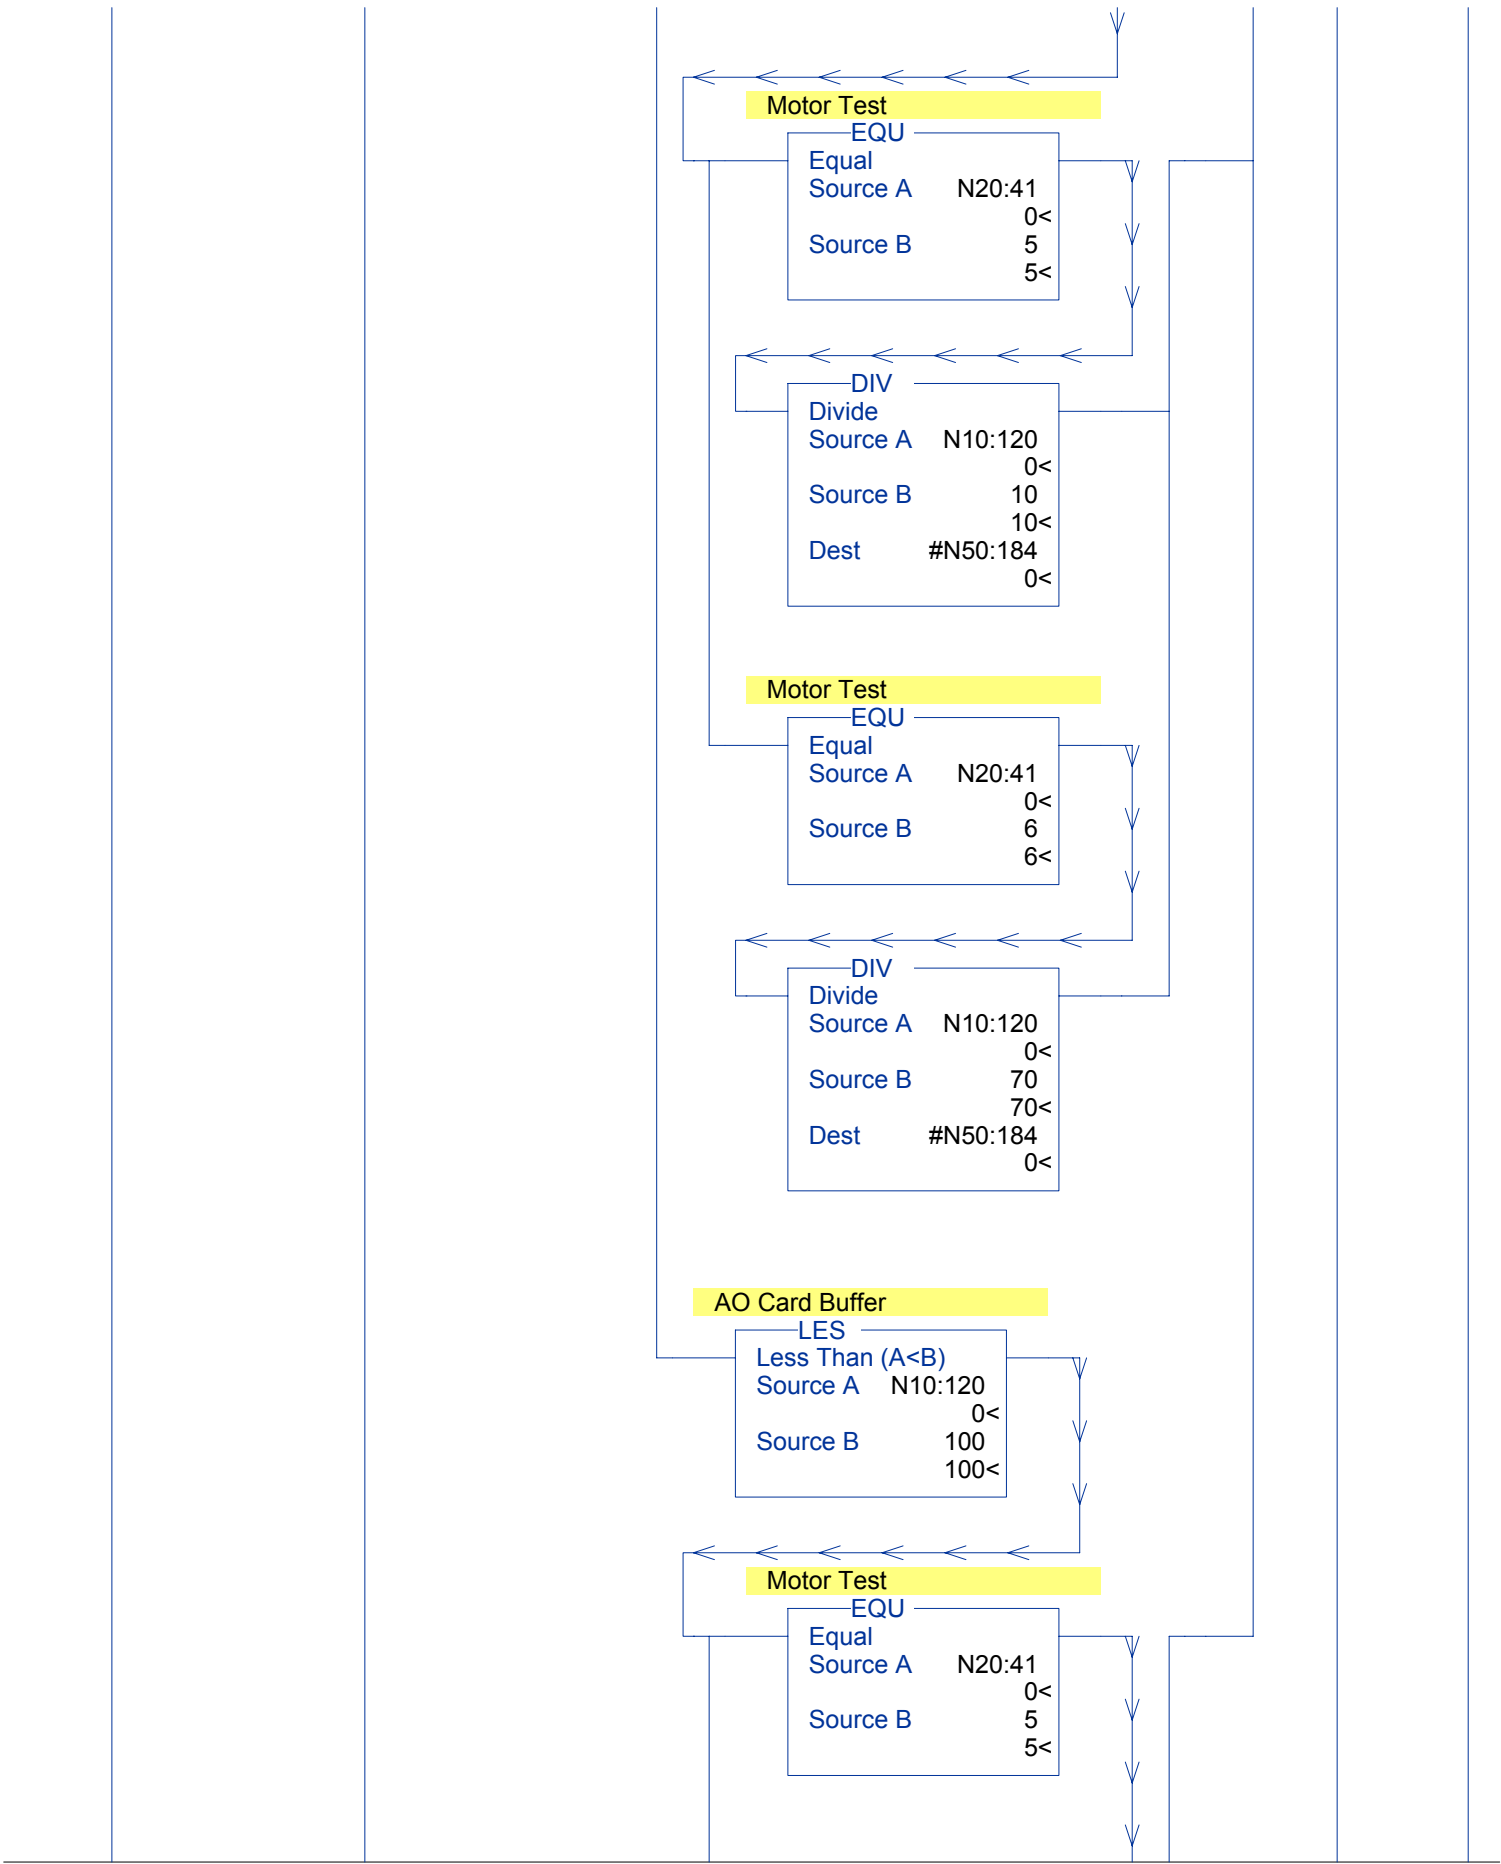 Motor Test
EQU
Equal
Source A N20:41
0<
Source B 5
5<
DIV
Divide
Source A N10:120
0<
Source B 10
10<
Dest #N50:184
0<
Motor Test
EQU
Equal
Source A N20:41
0<
Source B 6
6<
DIV
Divide
Source A N10:120
0<
Source B 70
70<
Dest #N50:184
0<
AO Card Buffer
LES
Less Than (A<B)
Source A N10:120
0<
Source B 100
100<
Motor Test
EQU
Equal
Source A N20:41
0<
Source B 5
5<